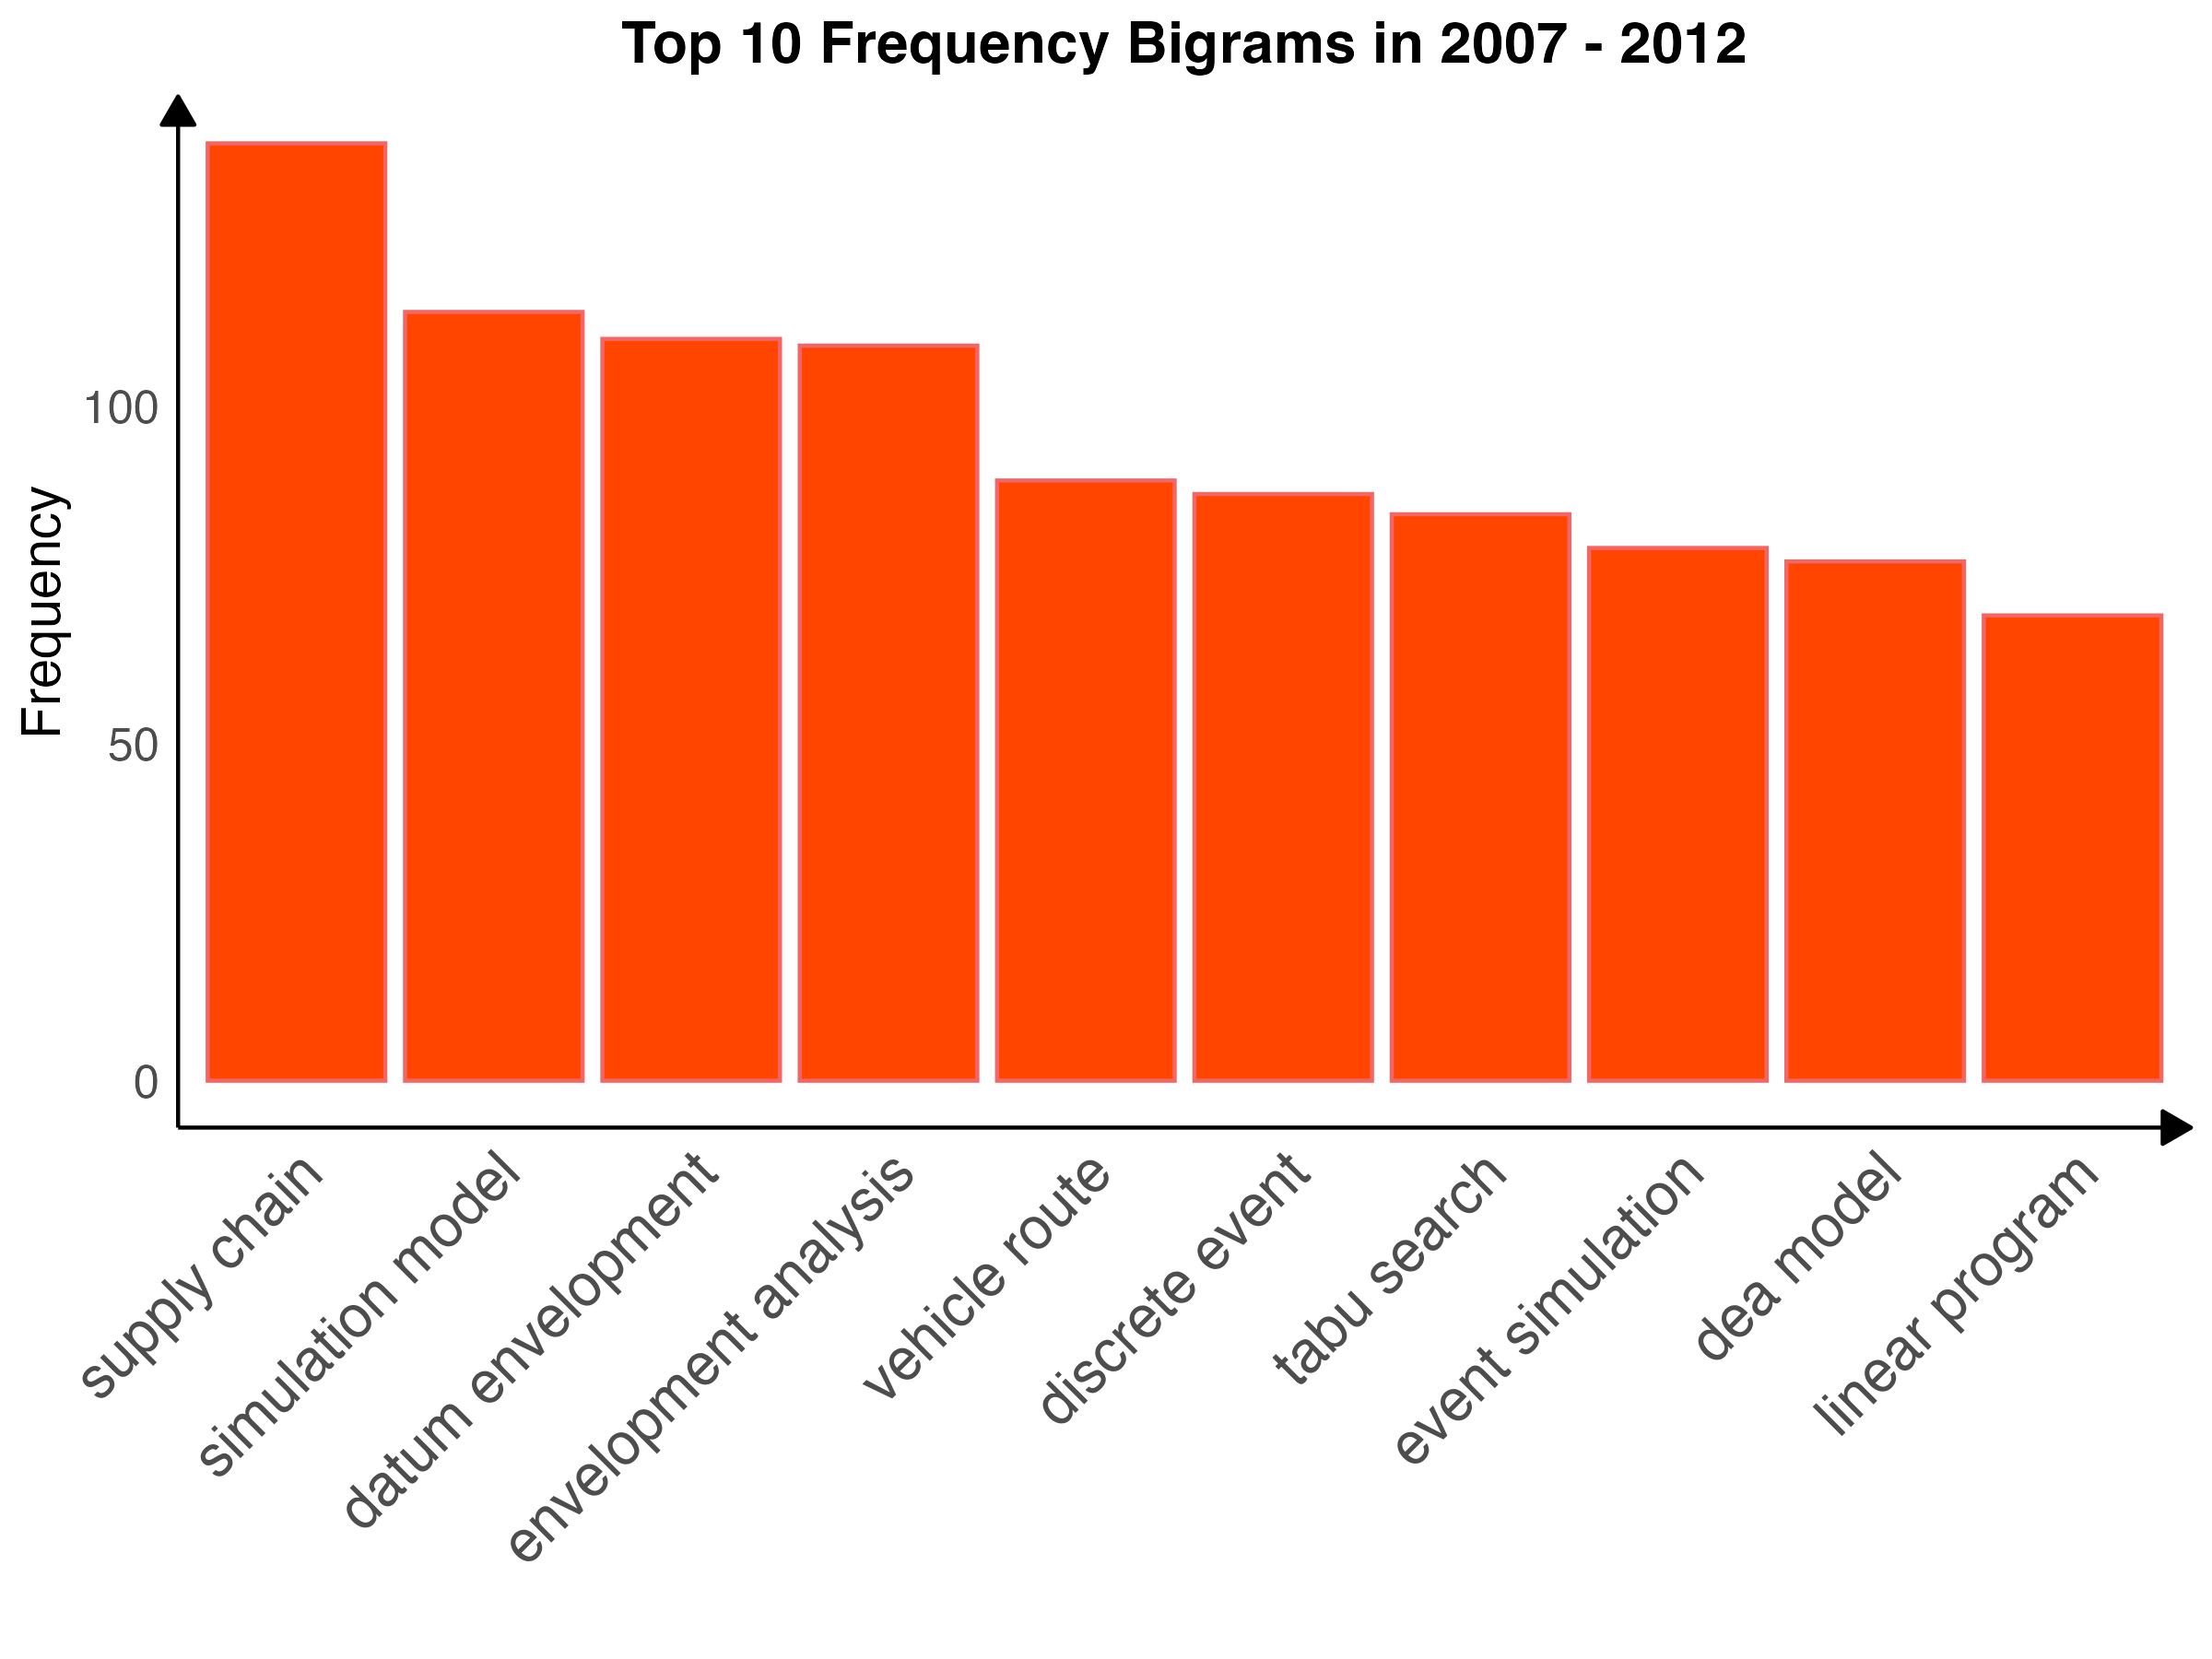 Top 10 Frequency Bigrams in 2007 - 2012
Frequency
100
50
0
supply chain
simulation model
datum envelopment
envelopment analysis
vehicle route
discrete event
tabu search
event simulation
dea model
linear program